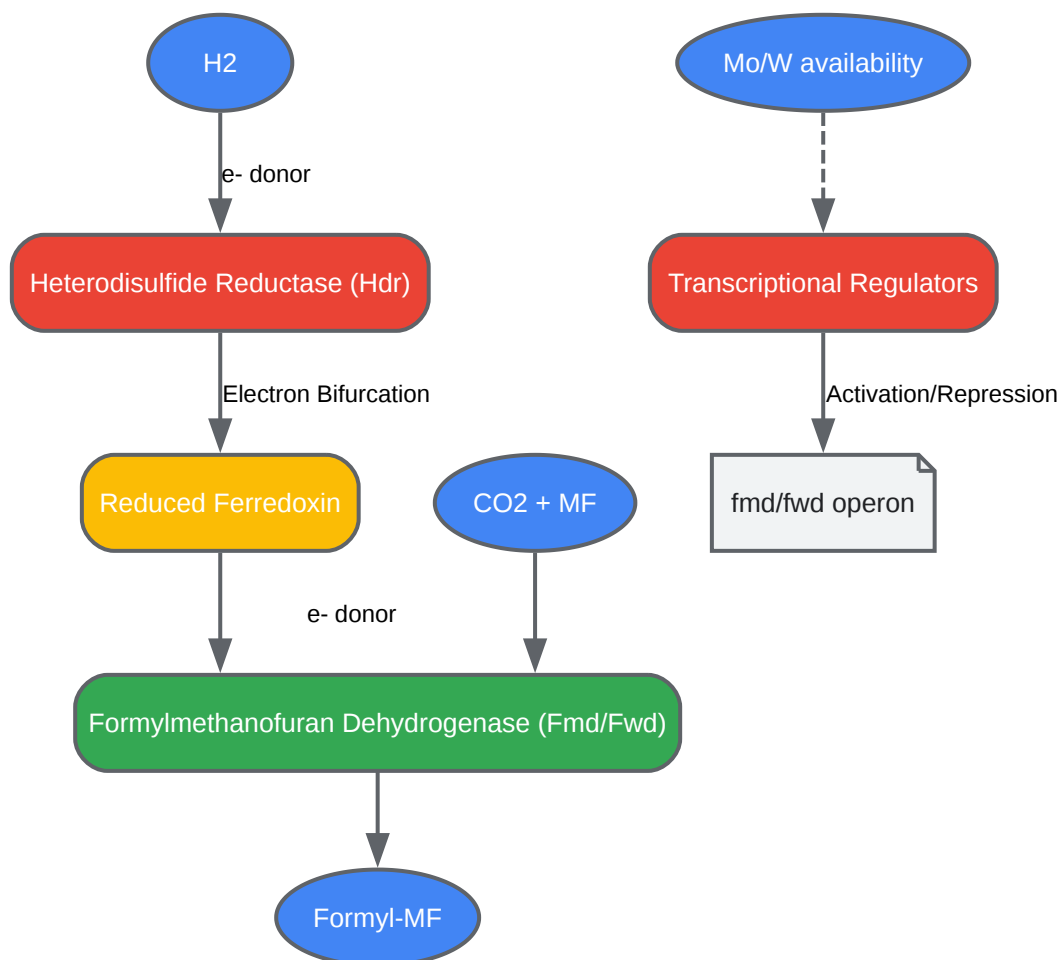 H2
Mo/W availability
e- donor
Heterodisulfide Reductase (Hdr)
Transcriptional Regulators
Electron Bifurcation
Activation/Repression
Reduced Ferredoxin
CO2 + MF
fmd/fwd operon
e- donor
Formylmethanofuran Dehydrogenase (Fmd/Fwd)
Formyl-MF